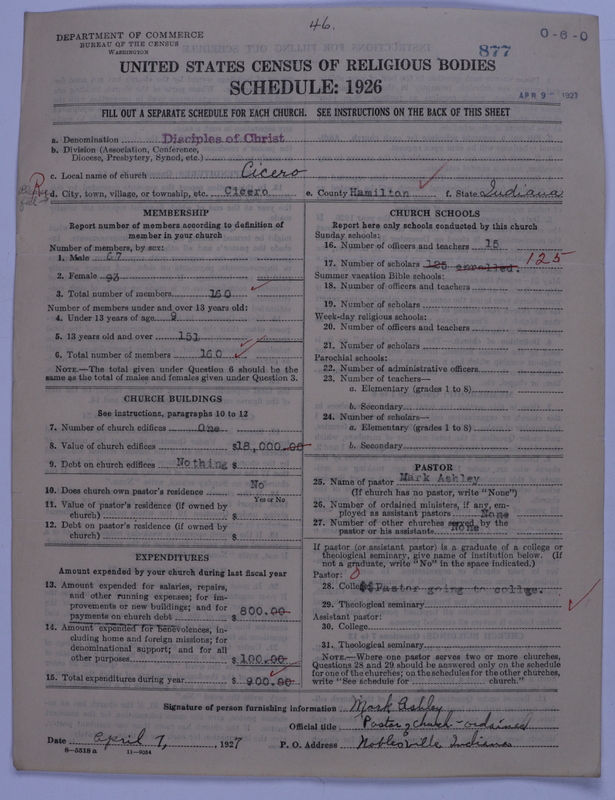 46.
DEPARTMENT OF COMMERCE
BUREAU OF THE CENSUS
WASHINGTON
O-6-0
877
UNITED STATES CENSUS OF RELIGIOUS BODIES
SCHEDULE: 1926
APR 9 - 1927
FILL OUT A SEPARATE SCHEDULE FOR EACH CHURCH. SEE INSTRUCTIONS ON THE BACK OF THIS SHEET
a. Denomination Disciples of Christ
b. Division (Association, Conference, Diocese, Presbytery, Synod, etc.)
c. Local name of church Cicero
R
d. City, town, village, or township, etc. Cicero e. County Hamilton f. State Indiana
MEMBERSHIP
Report number of members according to definition of
member in your church
Number of members, by sex:
1. Male 67
2. Female 93
3. Total number of members 160
Number of members under and over 13 years old:
4. Under 13 years of age 9
5. 13 years old and over 151
6. Total number of members 160
NOTE.—The total given under Question 6 should be
same as the total of males and females given under Question 3.
CHURCH BUILDINGS
See instructions, paragraphs 10 to 12
7. Number of church edifices One
8. Value of church edifices $18,000.00
9. Debt on church edifices Nothing $
10. Does church own pastor's residence No
Yes or No
11. Value of pastor's residence (if owned by
church) $
12. Debt on pastor's residence (if owned by
church) $
EXPENDITURES
Amount expended by your church during last fiscal year
13. Amount expended for salaries, repairs,
and other running expenses; for im-
provements or new buildings; and for
payments on church debt $ 800.00
14. Amount expended for benevolences, in-
cluding home and foreign missions; for
denominational support; and for all
other purposes $ 100.00
15. Total expenditures during year $ 900.00
CHURCH SCHOOLS
Report here only schools conducted by this church
Sunday schools:
16. Number of officers and teachers 15
17. Number of scholars 125 enrolled. 125
Summer vacation Bible schools:
18. Number of officers and teachers
19. Number of scholars
Week-day religious schools:
20. Number of officers and teachers
21. Number of scholars
Parochial schools:
22. Number of administrative officers
23. Number of teachers—
a. Elementary (grades 1 to 8)
b. Secondary
24. Number of scholars—
a. Elementary (grades 1 to 8)
b. Secondary
PASTOR
25. Name of pastor Mark Ashley
(If church has no pastor, write "None")
26. Number of ordained ministers, if any, em-
ployed as assistant pastors None
27. Number of other churches served by the
pastor or his assistants None
If pastor (or assistant pastor) is a graduate of a college or
theological seminary, give name of institution below. (If
not a graduate, write "No" in the space indicated.)
Pastor: 0
28. College Pastor going to college.
29. Theological seminary
Assistant pastor:
30. College
31. Theological seminary
NOTE.—Where one pastor serves two or more churches,
Questions 28 and 29 should be answered only on the schedule
for one of the churches; on the schedules for the other churches,
write "See schedule for church."
Signature of person furnishing information Mark Ashley
Official title Pastor of church - ordained
Date April 7, , 1927 P. O. Address Noblesville Indiana
8-5318 a 11-9054